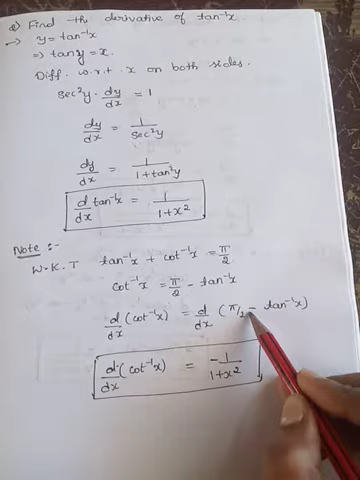 Q) Find the derivative of tan⁻¹x.
→ y = tan⁻¹x
⇒ tan y = x.
Diff. w.r.t. x on both sides.
sec²y · dy/dx = 1
dy/dx = 1/sec²y
dy/dx = 1/1+tan²y
d/dx tan⁻¹x = 1/1+x²
Note :-
W.K.T tan⁻¹x + cot⁻¹x = π/2
cot⁻¹x = π/2 - tan⁻¹x
d/dx (cot⁻¹x) = d/dx (π/2 - tan⁻¹x)
d/dx (cot⁻¹x) = -1/1+x²